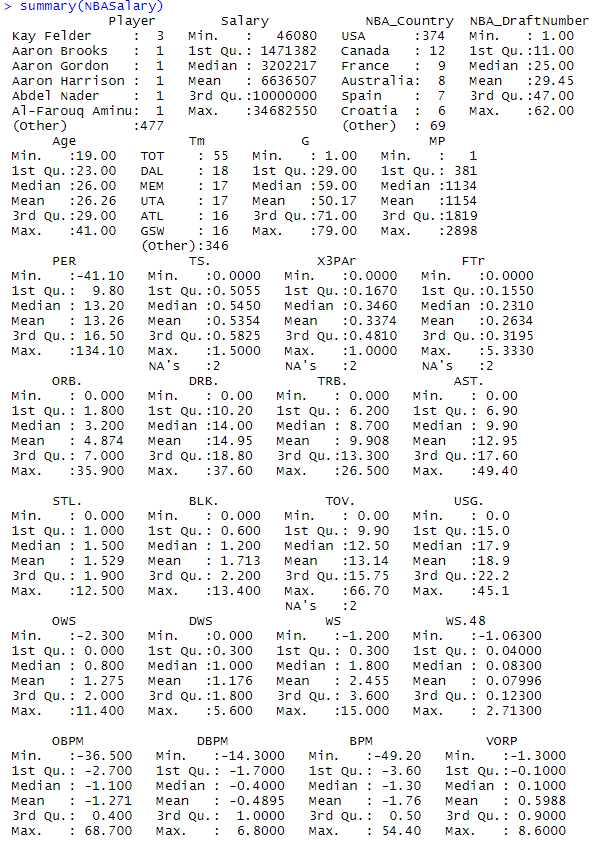 > summary(NBASalary)
            Player        Salary          NBA_Country  NBA_DraftNumber
Kay Felder     :  3   Min.   :   46080   USA      :374   Min.   : 1.00
Aaron Brooks   :  1   1st Qu.: 1471382   Canada   : 12   1st Qu.:11.00
Aaron Gordon   :  1   Median : 3202217   France   :  9   Median :25.00
Aaron Harrison :  1   Mean   : 6636507   Australia:  8   Mean   :29.45
Abdel Nader    :  1   3rd Qu.:10000000   Spain    :  7   3rd Qu.:47.00
Al-Farouq Aminu:  1   Max.   :34682550   Croatia  :  6   Max.   :62.00
(Other)        :477                      (Other)  : 69
     Age              Tm            G               MP
Min.   :19.00   TOT    : 55   Min.   : 1.00   Min.   :   1
1st Qu.:23.00   DAL    : 18   1st Qu.:29.00   1st Qu.: 381
Median :26.00   MEM    : 17   Median :59.00   Median :1134
Mean   :26.26   UTA    : 17   Mean   :50.17   Mean   :1154
3rd Qu.:29.00   ATL    : 16   3rd Qu.:71.00   3rd Qu.:1819
Max.   :41.00   GSW    : 16   Max.   :79.00   Max.   :2898
                (Other):346
     PER              TS.             X3PAr             FTr
Min.   :-41.10   Min.   :0.0000   Min.   :0.0000   Min.   :0.0000
1st Qu.:  9.80   1st Qu.:0.5055   1st Qu.:0.1670   1st Qu.:0.1550
Median : 13.20   Median :0.5450   Median :0.3460   Median :0.2310
Mean   : 13.26   Mean   :0.5354   Mean   :0.3374   Mean   :0.2634
3rd Qu.: 16.50   3rd Qu.:0.5825   3rd Qu.:0.4810   3rd Qu.:0.3195
Max.   :134.10   Max.   :1.5000   Max.   :1.0000   Max.   :5.3330
                 NA's   :2        NA's   :2        NA's   :2
     ORB.             DRB.            TRB.             AST.
Min.   : 0.000   Min.   : 0.00   Min.   : 0.000   Min.   : 0.00
1st Qu.: 1.800   1st Qu.:10.20   1st Qu.: 6.200   1st Qu.: 6.90
Median : 3.200   Median :14.00   Median : 8.700   Median : 9.90
Mean   : 4.874   Mean   :14.95   Mean   : 9.908   Mean   :12.95
3rd Qu.: 7.000   3rd Qu.:18.80   3rd Qu.:13.300   3rd Qu.:17.60
Max.   :35.900   Max.   :37.60   Max.   :26.500   Max.   :49.40
     STL.             BLK.             TOV.            USG.
Min.   : 0.000   Min.   : 0.000   Min.   : 0.00   Min.   : 0.0
1st Qu.: 1.000   1st Qu.: 0.600   1st Qu.: 9.90   1st Qu.:15.0
Median : 1.500   Median : 1.200   Median :12.50   Median :17.9
Mean   : 1.529   Mean   : 1.713   Mean   :13.14   Mean   :18.9
3rd Qu.: 1.900   3rd Qu.: 2.200   3rd Qu.:15.75   3rd Qu.:22.2
Max.   :12.500   Max.   :13.400   Max.   :66.70   Max.   :45.1
                                  NA's   :2
     OWS              DWS             WS             WS.48
Min.   :-2.300   Min.   :0.000   Min.   :-1.200   Min.   :-1.06300
1st Qu.: 0.000   1st Qu.:0.300   1st Qu.: 0.300   1st Qu.: 0.04000
Median : 0.800   Median :1.000   Median : 1.800   Median : 0.08300
Mean   : 1.275   Mean   :1.176   Mean   : 2.455   Mean   : 0.07996
3rd Qu.: 2.000   3rd Qu.:1.800   3rd Qu.: 3.600   3rd Qu.: 0.12300
Max.   :11.400   Max.   :5.600   Max.   :15.000   Max.   : 2.71300
     OBPM              DBPM              BPM              VORP
Min.   :-36.500   Min.   :-14.3000   Min.   :-49.20   Min.   :-1.3000
1st Qu.: -2.700   1st Qu.: -1.7000   1st Qu.: -3.60   1st Qu.:-0.1000
Median : -1.100   Median : -0.4000   Median : -1.30   Median : 0.1000
Mean   : -1.271   Mean   : -0.4895   Mean   : -1.76   Mean   : 0.5988
3rd Qu.:  0.400   3rd Qu.:  1.0000   3rd Qu.:  0.50   3rd Qu.: 0.9000
Max.   : 68.700   Max.   :  6.8000   Max.   : 54.40   Max.   : 8.6000